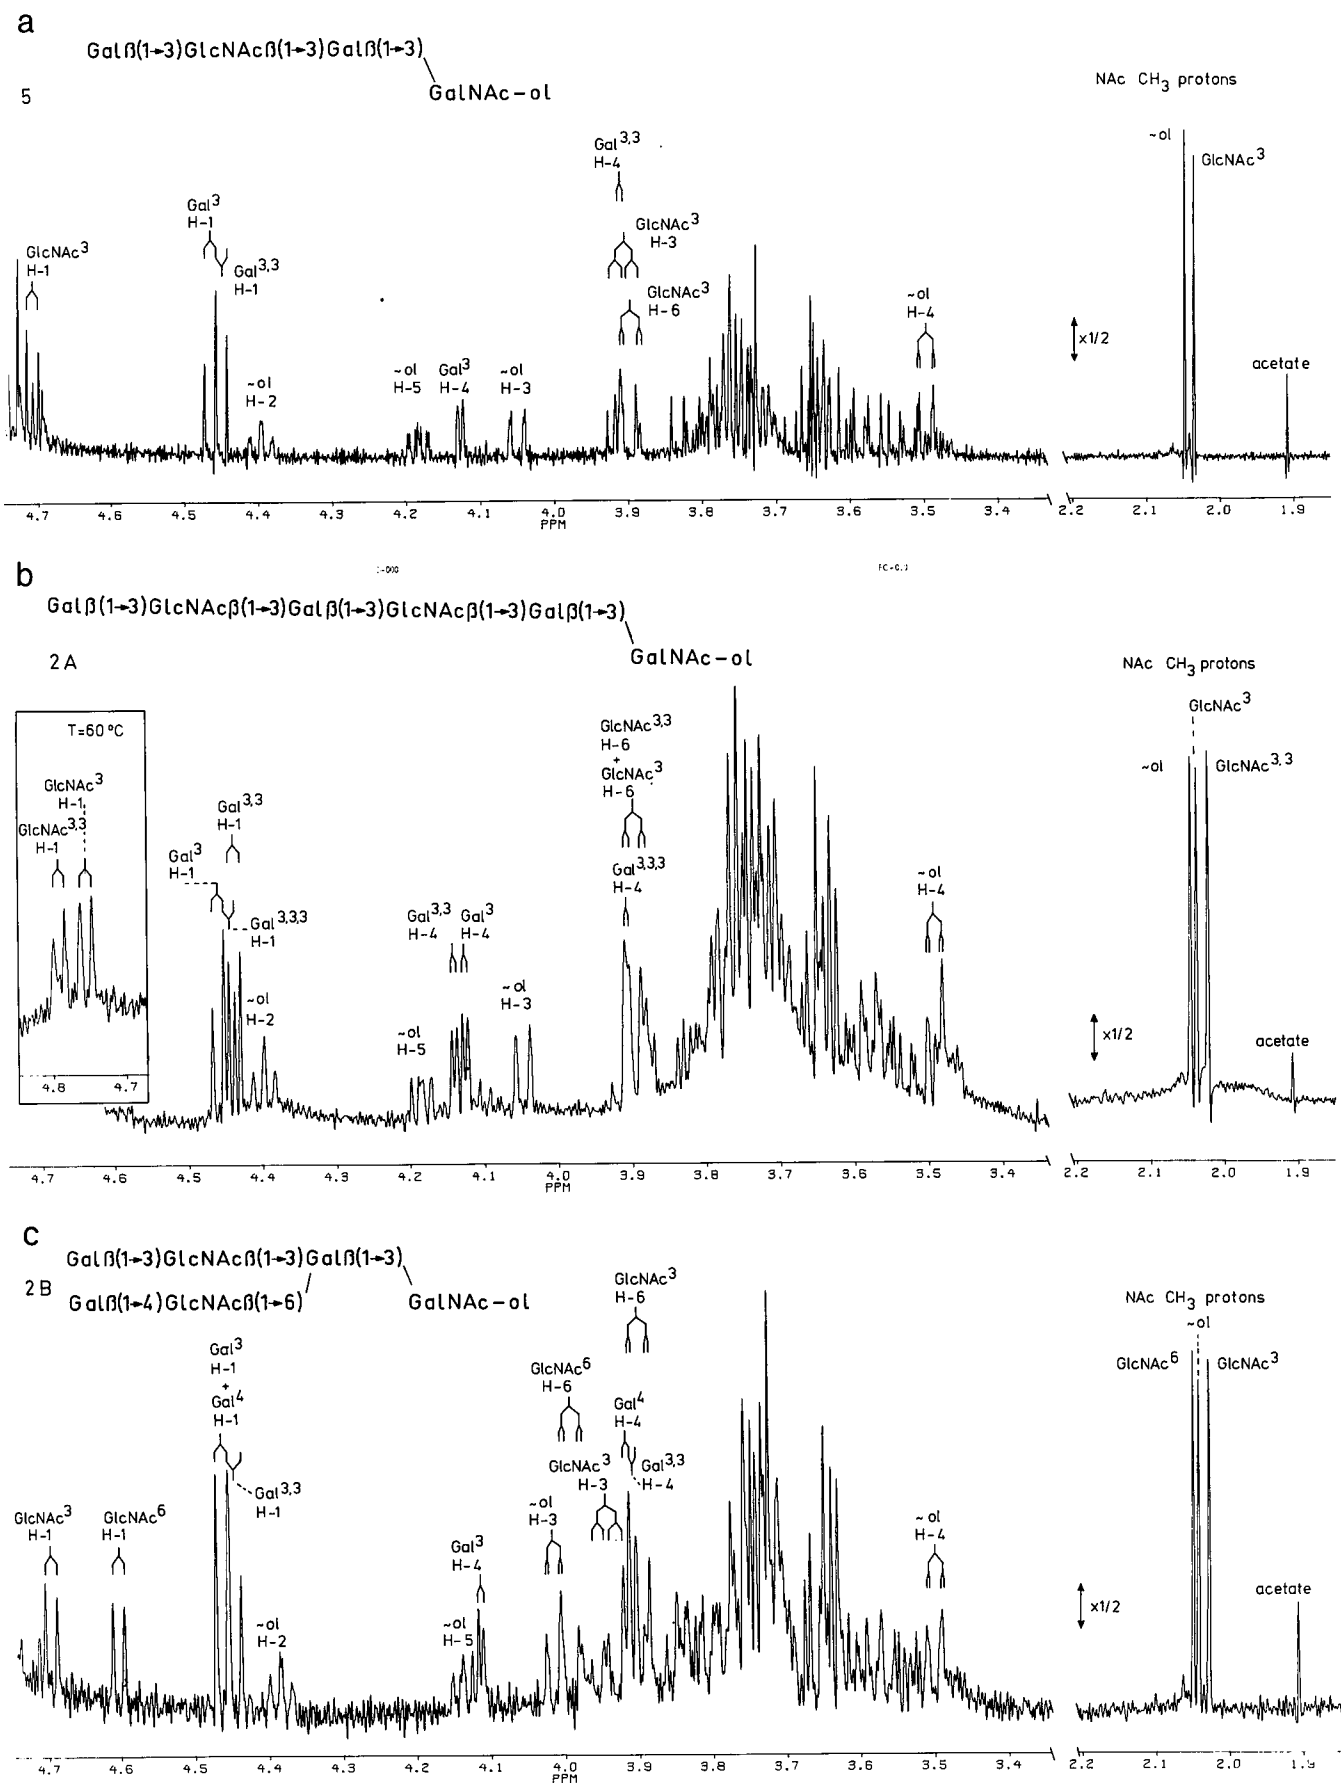 a
Galβ(1→3)GlcNAcβ(1→3)Galβ(1→3)
GalNAc-ol
5
NAc CH3 protons
~ol
GlcNAc3
Gal3,3
H-4
Gal3
H-1
GlcNAc3
H-3
GlcNAc3
H-1
Gal3,3
H-1
GlcNAc3
H-6
~ol
H-4
x1/2
~ol
H-2
~ol
H-5
Gal3
H-4
~ol
H-3
acetate
4.7 4.6 4.5 4.4 4.3 4.2 4.1 4.0 3.9 3.8 3.7 3.6 3.5 3.4 2.2 2.1 2.0 1.9
PPM
b
Galβ(1→3)GlcNAcβ(1→3)Galβ(1→3)GlcNAcβ(1→3)Galβ(1→3)
GalNAc-ol
2A
NAc CH3 protons
GlcNAc3
~ol
GlcNAc3,3
T=60 °C
GlcNAc3
H-1
GlcNAc3,3
H-1
4.8 4.7
GlcNAc3,3
H-6
+
GlcNAc3
H-6
Gal3,3
H-1
Gal3
H-1
Gal3,3,3
H-4
~ol
H-4
Gal3,3,3
H-1
Gal3,3
H-4
Gal3
H-4
~ol
H-2
~ol
H-3
~ol
H-5
x1/2
acetate
4.7 4.6 4.5 4.4 4.3 4.2 4.1 4.0 3.9 3.8 3.7 3.6 3.5 3.4 2.2 2.1 2.0 1.9
PPM
c
Galβ(1→3)GlcNAcβ(1→3)Galβ(1→3)
2B
Galβ(1→4)GlcNAcβ(1→6)
GalNAc-ol
NAc CH3 protons
~ol
GlcNAc6
GlcNAc3
GlcNAc3
H-6
Gal3
H-1
+
Gal4
H-1
GlcNAc6
H-6
Gal4
H-4
Gal3,3
H-4
GlcNAc3
H-3
Gal3,3
H-1
GlcNAc3
H-1
GlcNAc6
H-1
~ol
H-3
~ol
H-4
Gal3
H-4
~ol
H-5
~ol
H-2
x1/2
acetate
4.7 4.6 4.5 4.4 4.3 4.2 4.1 4.0 3.9 3.8 3.7 3.6 3.5 3.4 2.2 2.1 2.0 1.9
PPM